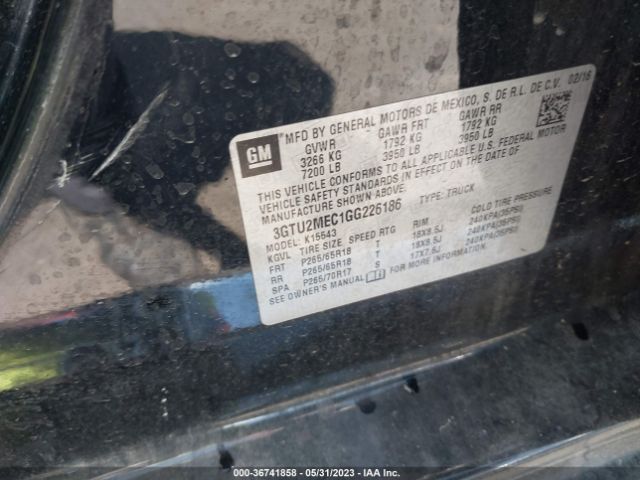 GM
MFD BY GENERAL MOTORS DE MEXICO, S. DE R.L. DE C.V. 02/16
GVWR GAWR FRT GAWR RR
3266 KG 1792 KG 1792 KG
7200 LB 3950 LB 3950 LB
THIS VEHICLE CONFORMS TO ALL APPLICABLE U.S. FEDERAL MOTOR
VEHICLE SAFETY STANDARDS IN EFFECT ON THE DATE OF
MANUFACTURE SHOWN ABOVE.
3GTU2MEC1GG226186 TYPE: TRUCK
MODEL: K15543
KGVL TIRE SIZE SPEED RTG RIM COLD TIRE PRESSURE
FRT P265/65R18 T 18X8.5J 240KPA(35PSI)
RR P265/65R18 T 18X8.5J 240KPA(35PSI)
SPA P265/70R17 S 17X7.5J 240KPA(35PSI)
SEE OWNER'S MANUAL FOR MORE INFORMATION.
000-36741858 - 05/31/2023 - IAA Inc.